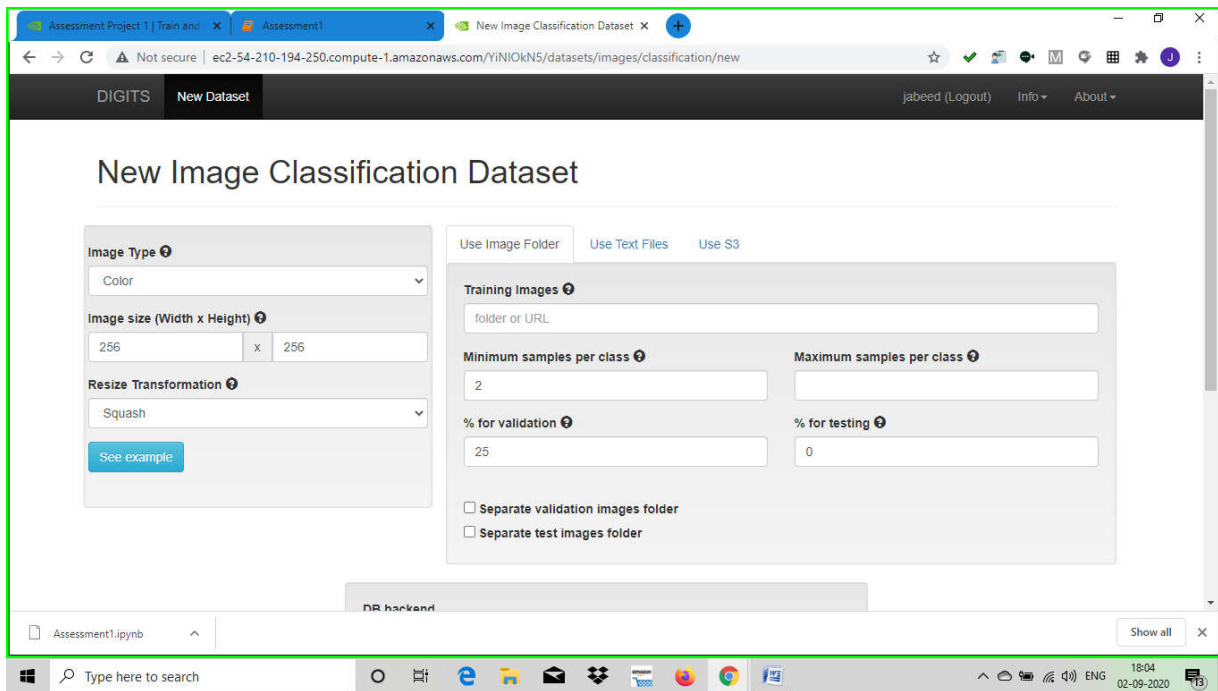 Assessment Project 1 | Train and
Assessment1
New Image Classification Dataset
Not secure | ec2-54-210-194-250.compute-1.amazonaws.com/YiNIOkN5/datasets/images/classification/new
DIGITS New Dataset jabeed (Logout) Info About
New Image Classification Dataset
Image Type
Color
Image size (Width x Height)
256 x 256
Resize Transformation
Squash
See example
Use Image Folder Use Text Files Use S3
Training Images
folder or URL
Minimum samples per class Maximum samples per class
2
% for validation % for testing
25 0
Separate validation images folder
Separate test images folder
DB backend
Assessment1.ipynb Show all
Type here to search
ENG
18:04
02-09-2020